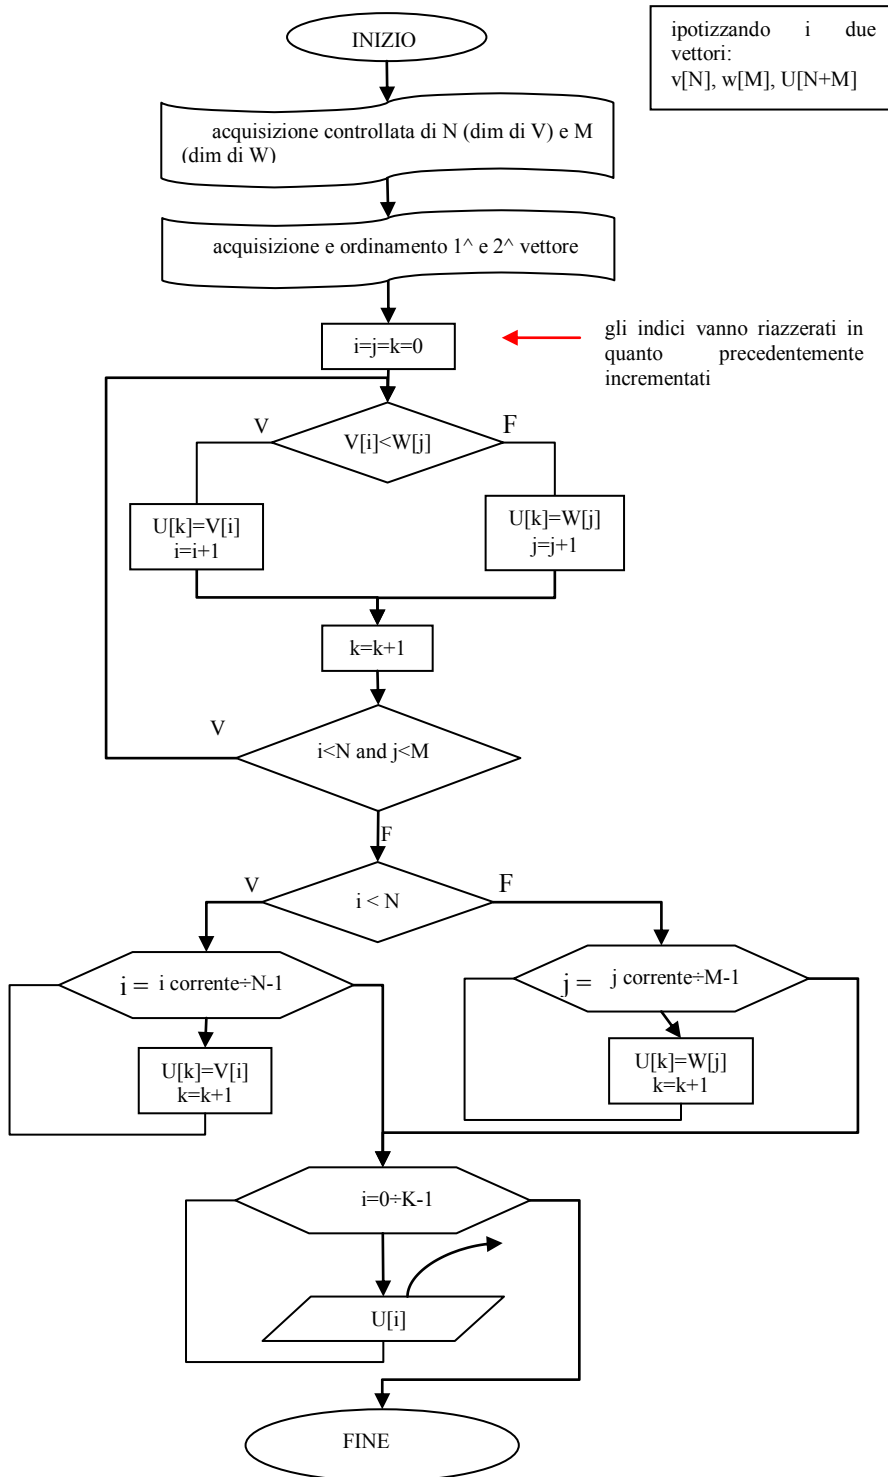 INIZIO
ipotizzando i due
vettori:
v[N], w[M], U[N+M]
acquisizione controllata di N (dim di V) e M
(dim di W)
acquisizione e ordinamento 1^ e 2^ vettore
i=j=k=0
gli indici vanno riazzerati in
quanto precedentemente
incrementati
V
V[i]<W[j]
F
U[k]=V[i]
i=i+1
U[k]=W[j]
j=j+1
k=k+1
V
i<N and j<M
F
V
i < N
F
i = i corrente÷N-1
j = j corrente÷M-1
U[k]=V[i]
k=k+1
U[k]=W[j]
k=k+1
i=0÷K-1
U[i]
FINE